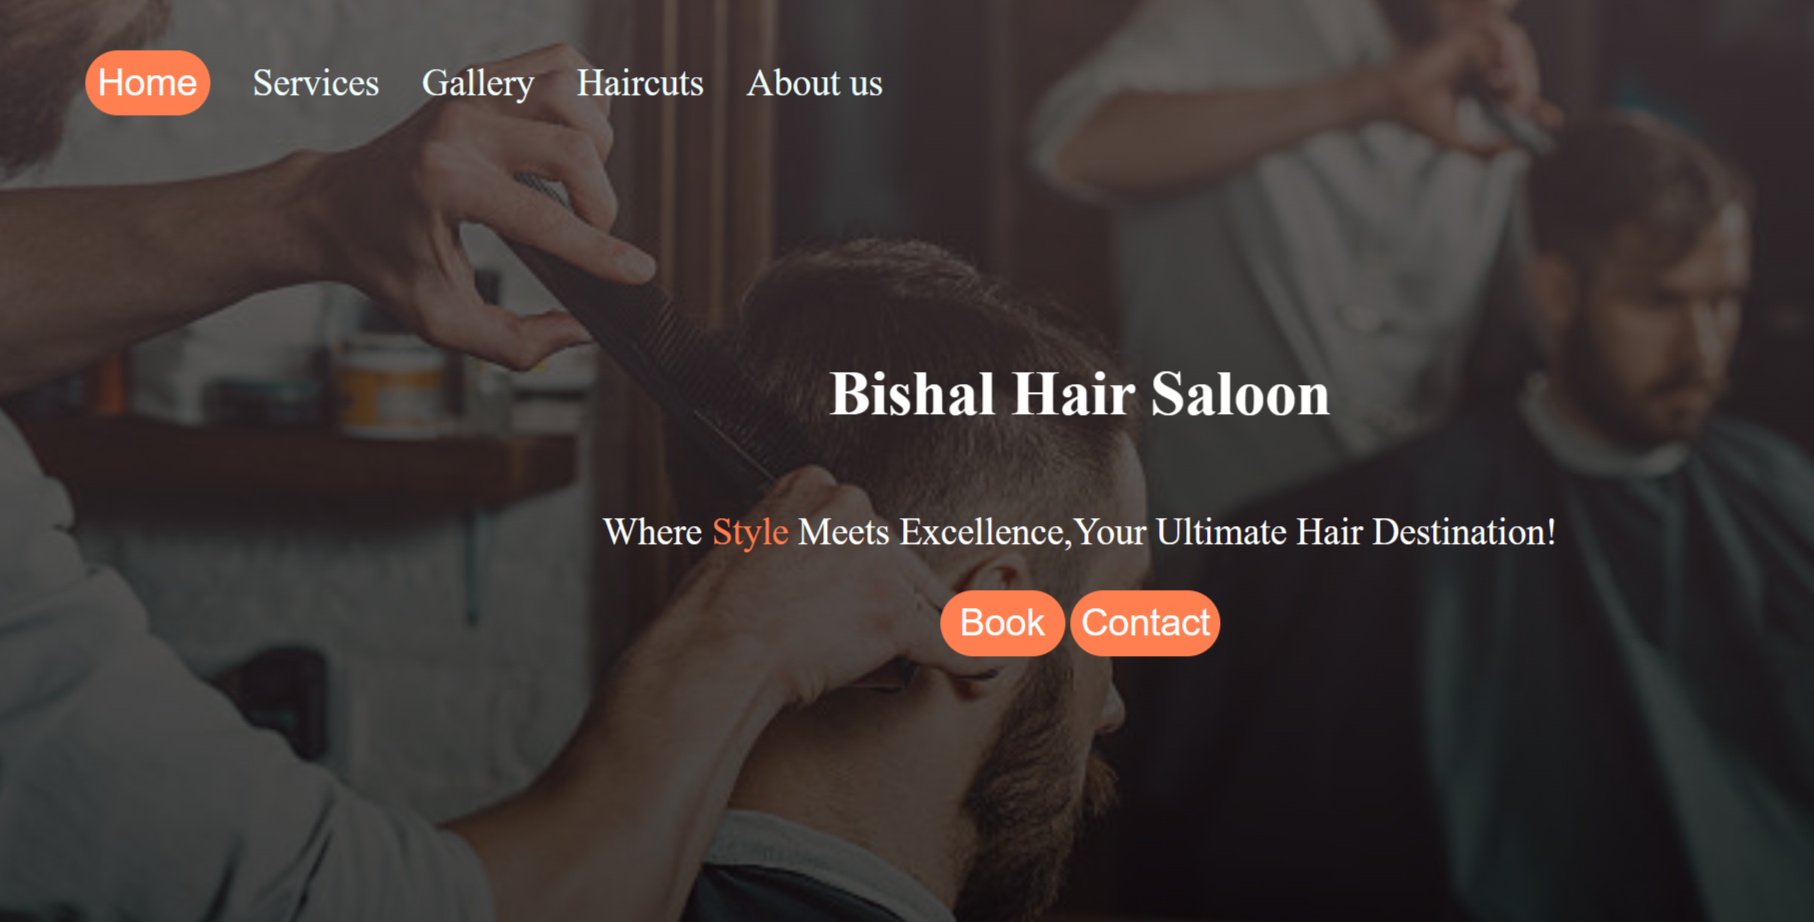 Home Services Gallery Haircuts About us
Bishal Hair Saloon
Where Style Meets Excellence,Your Ultimate Hair Destination!
Book Contact